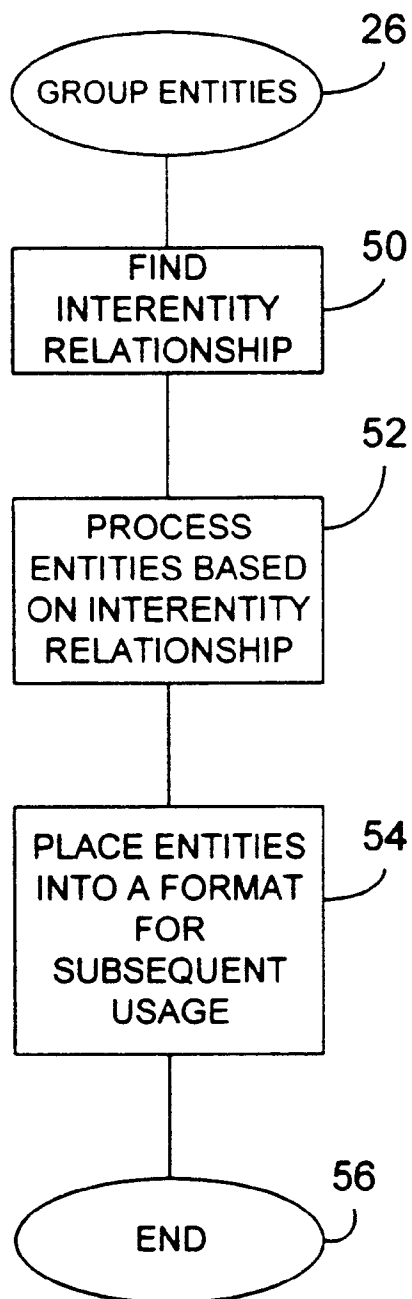 26
GROUP ENTITIES
50
FIND
INTERENTITY
RELATIONSHIP
52
PROCESS
ENTITIES BASED
ON INTERENTITY
RELATIONSHIP
54
PLACE ENTITIES
INTO A FORMAT
FOR
SUBSEQUENT
USAGE
56
END